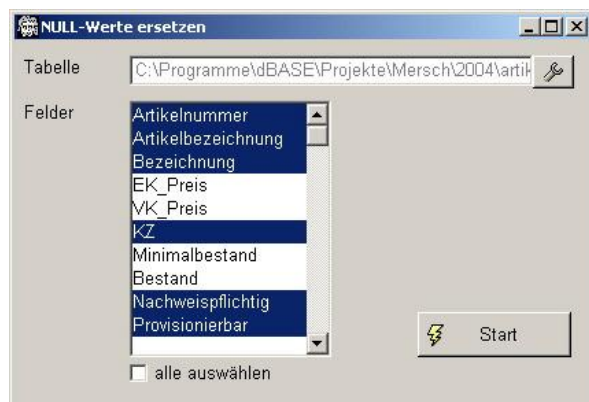 NULL-Werte ersetzen
Tabelle
C:\Programme\dBASE\Projekte\Mersch\2004\artik
Felder
Artikelnummer
Artikelbezeichnung
Bezeichnung
EK_Preis
VK_Preis
KZ
Minimalbestand
Bestand
Nachweispflichtig
Provisionierbar
Start
alle auswählen